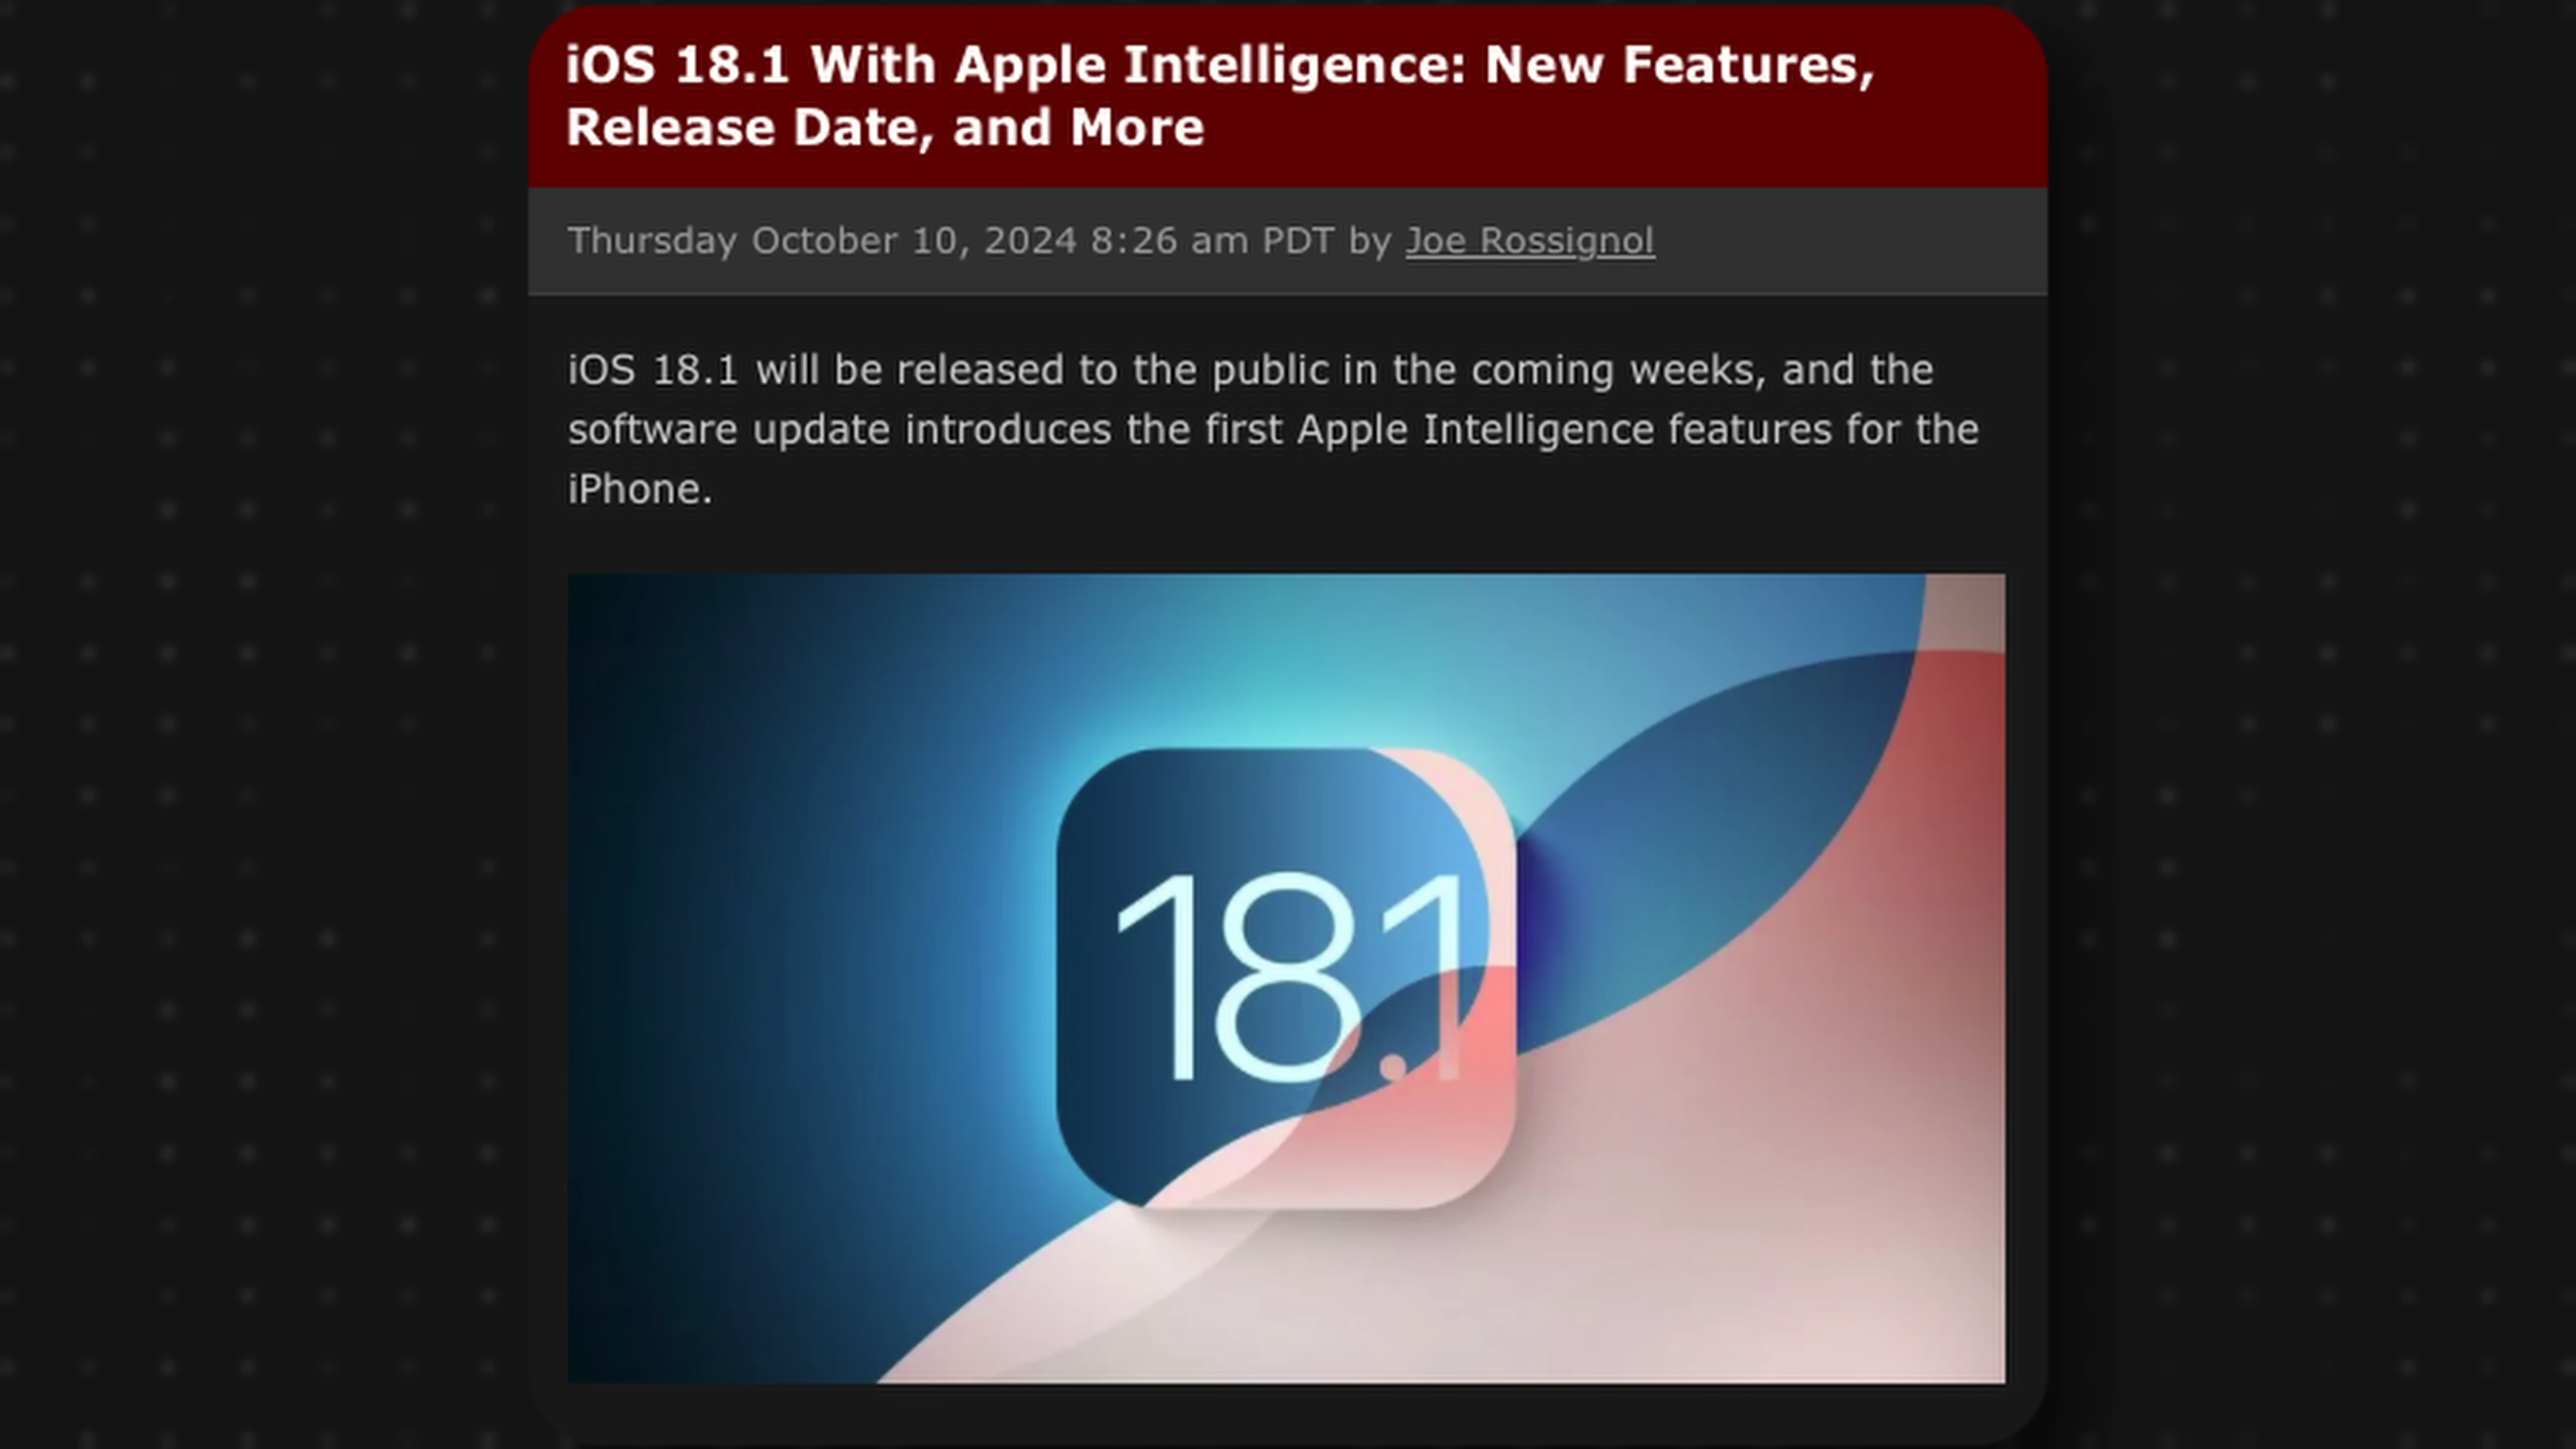 iOS 18.1 With Apple Intelligence: New Features,
Release Date, and More
Thursday October 10, 2024 8:26 am PDT by Joe Rossignol
iOS 18.1 will be released to the public in the coming weeks, and the
software update introduces the first Apple Intelligence features for the
iPhone.
18.1